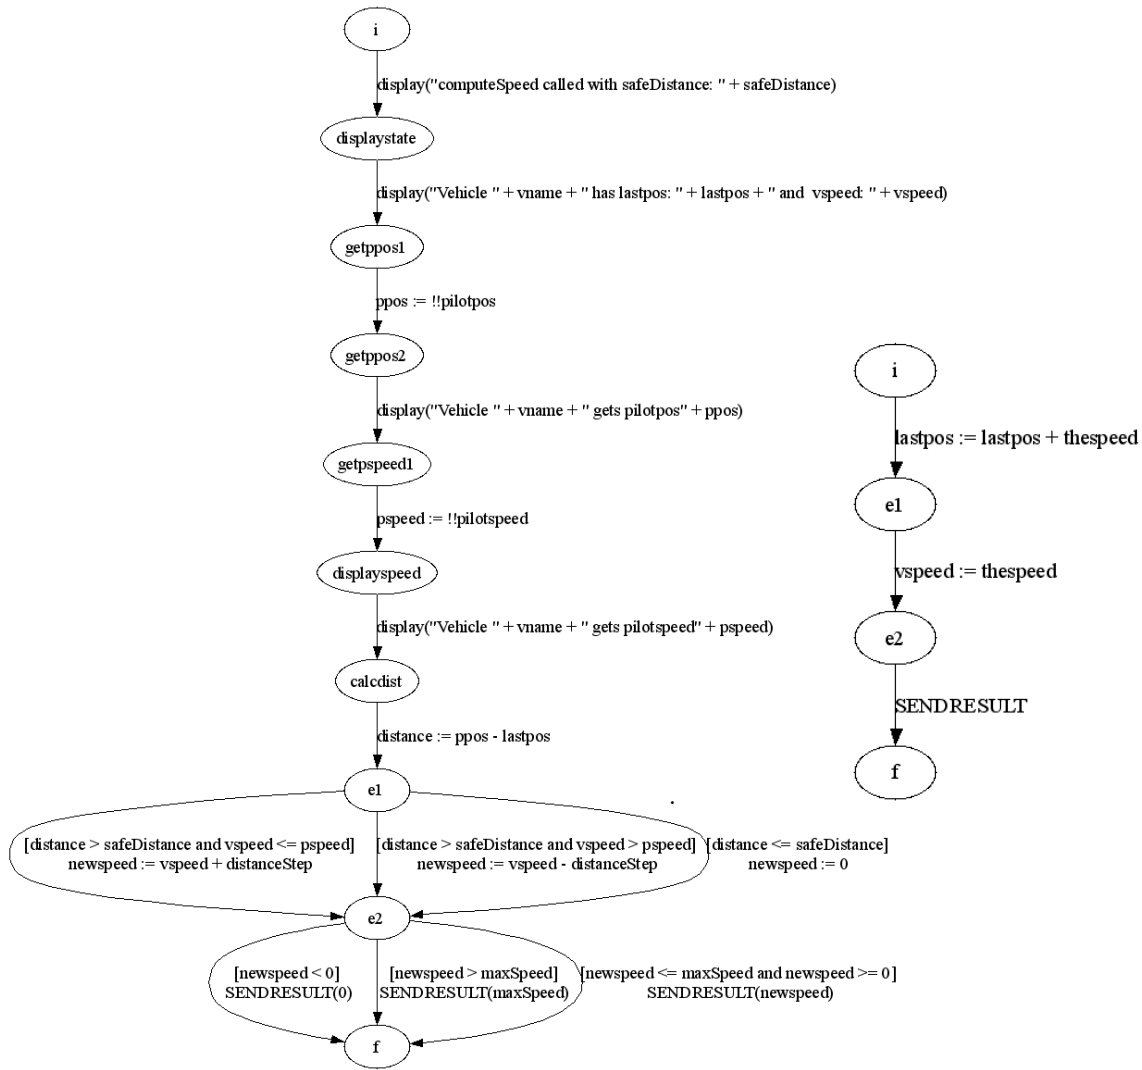 i
display("computeSpeed called with safeDistance: " + safeDistance)
displaystate
display("Vehicle " + vname + " has lastpos: " + lastpos + " and  vspeed: " + vspeed)
getppos1
ppos := !!pilotpos
getppos2
display("Vehicle " + vname + " gets pilotpos" + ppos)
getpspeed1
pspeed := !!pilotspeed
displayspeed
display("Vehicle " + vname + " gets pilotspeed" + pspeed)
calcdist
distance := ppos - lastpos
e1
[distance > safeDistance and vspeed <= pspeed]
newspeed := vspeed + distanceStep
[distance > safeDistance and vspeed > pspeed]
newspeed := vspeed - distanceStep
[distance <= safeDistance]
newspeed := 0
e2
[newspeed < 0]
SENDRESULT(0)
[newspeed > maxSpeed]
SENDRESULT(maxSpeed)
[newspeed <= maxSpeed and newspeed >= 0]
SENDRESULT(newspeed)
f
i
lastpos := lastpos + thespeed
e1
vspeed := thespeed
e2
SENDRESULT
f